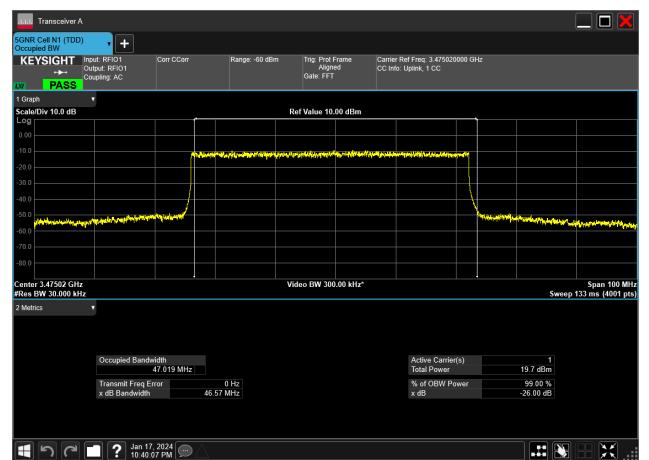 Transceiver A
5GNR Cell N1 (TDD)
Occupied BW
KEYSIGHT
Input: RFIO1
Output: RFIO1
Coupling: AC
Corr CCorr
Range: -60 dBm
Trig: Prot Frame
Aligned
Gate: FFT
Carrier Ref Freq: 3.475020000 GHz
CC Info: Uplink, 1 CC
PASS
1 Graph
Scale/Div 10.0 dB
Ref Value 10.00 dBm
Log
0.00
-10.0
-20.0
-30.0
-40.0
-50.0
-60.0
-70.0
-80.0
Center 3.47502 GHz
Video BW 300.00 kHz*
Span 100 MHz
#Res BW 30.000 kHz
Sweep 133 ms (4001 pts)
2 Metrics
Occupied Bandwidth
47.019 MHz
Transmit Freq Error 0 Hz
x dB Bandwidth 46.57 MHz
Active Carrier(s) 1
Total Power 19.7 dBm
% of OBW Power 99.00 %
x dB -26.00 dB
Jan 17, 2024
10:40:07 PM